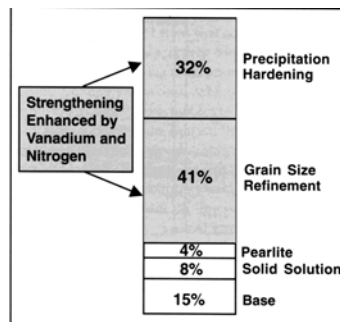 32%
Precipitation
Hardening
Strengthening
Enhanced by
Vanadium and
Nitrogen
41%
Grain Size
Refinement
4%
Pearlite
8%
Solid Solution
15%
Base